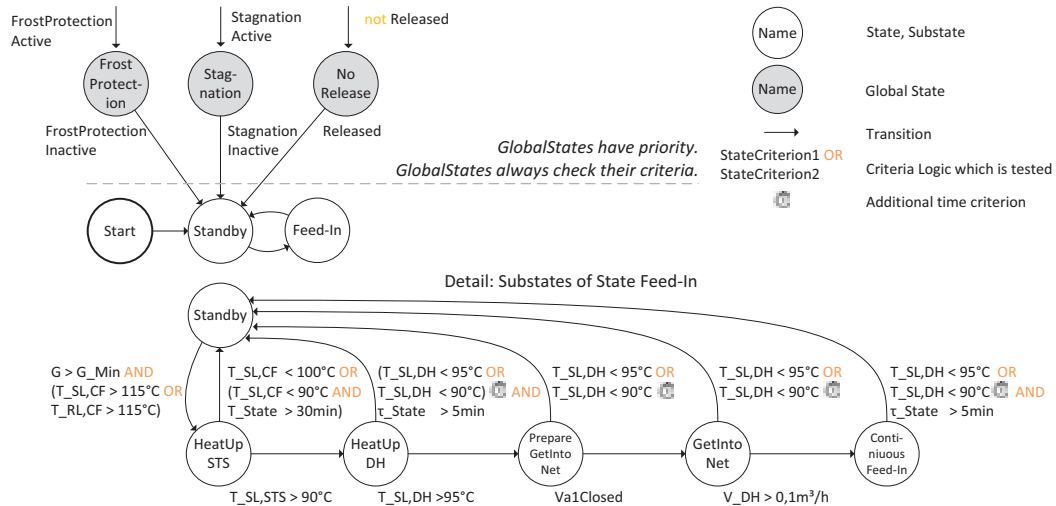 FrostProtection
Active
Stagnation
Active
not Released
Frost
Protect-
ion
Stag-
nation
No
Release
FrostProtection
Inactive
Stagnation
Inactive
Released
GlobalStates have priority.
GlobalStates always check their criteria.
Name
State, Substate
Name
Global State
Transition
StateCriterion1 OR
StateCriterion2
Criteria Logic which is tested
Additional time criterion
Start
Standby
Feed-In
Detail: Substates of State Feed-In
Standby
G > G_Min AND
(T_SL,CF > 115°C OR
T_RL,CF > 115°C)
T_SL,CF < 100°C OR
(T_SL,CF < 90°C AND
T_State > 30min)
(T_SL,DH < 95°C OR
T_SL,DH < 90°C) AND
τ_State > 5min
T_SL,DH < 95°C OR
T_SL,DH < 90°C
T_SL,DH < 95°C OR
T_SL,DH < 90°C
T_SL,DH < 95°C OR
T_SL,DH < 90°C AND
τ_State > 5min
HeatUp
STS
HeatUp
DH
Prepare
GetInto
Net
GetInto
Net
Conti-
niuous
Feed-In
T_SL,STS > 90°C
T_SL,DH >95°C
Va1Closed
V_DH > 0,1m³/h